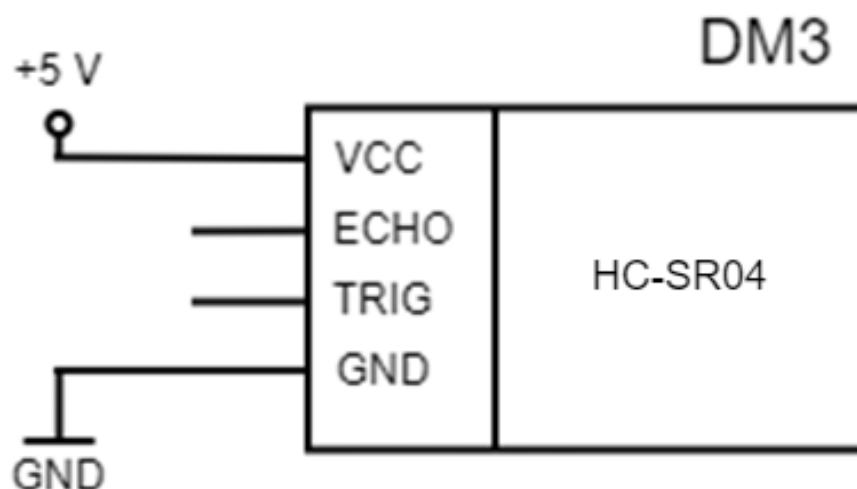 DM3
+5 V
VCC
ECHO
TRIG
GND
HC-SR04
GND